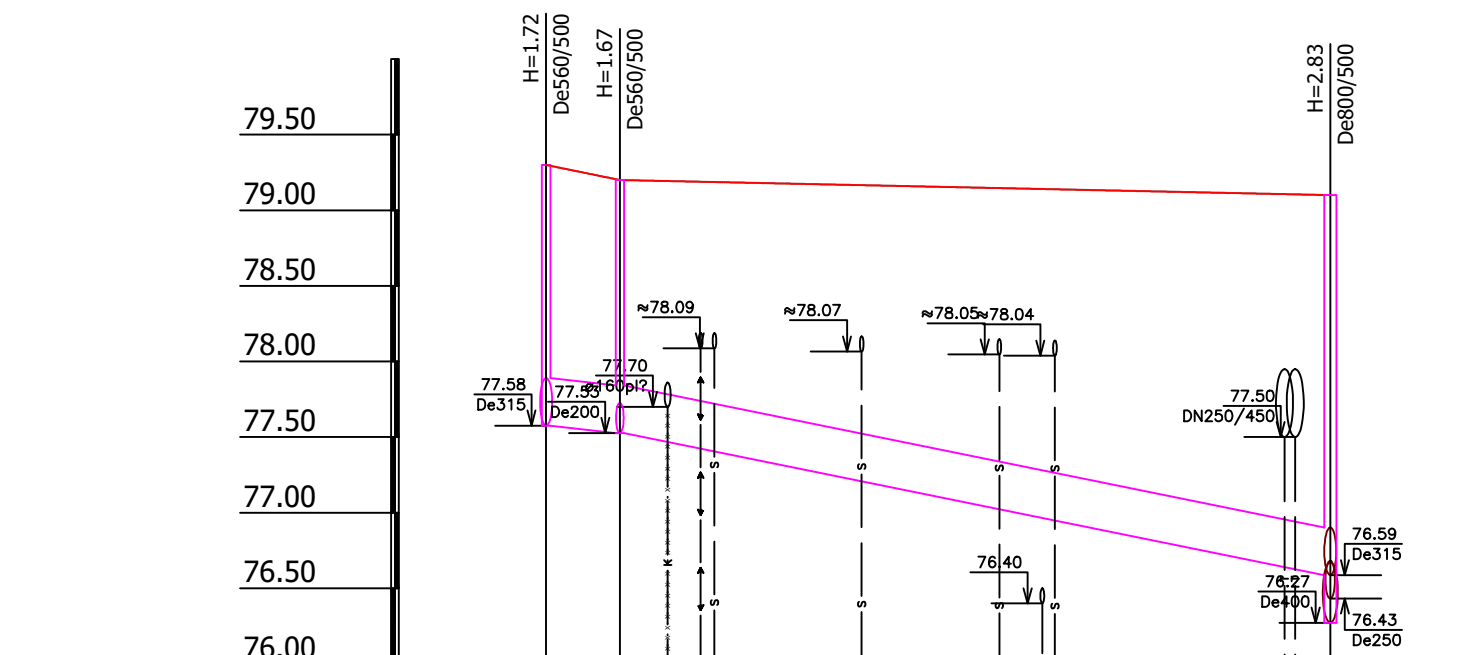 H=1.72
De560/500
H=1.67
De560/500
H=2.83
De800/500
79.50
79.00
78.50
78.00
77.50
77.00
76.50
76.00
≈78.09
≈78.07
≈78.05
≈78.04
77.70
ø160pl?
77.58
De315
77.53
De200
77.50
DN250/450
S
S
S
S
K
76.40
S
S
S
S
76.59
De315
76.27
De400
76.43
De250